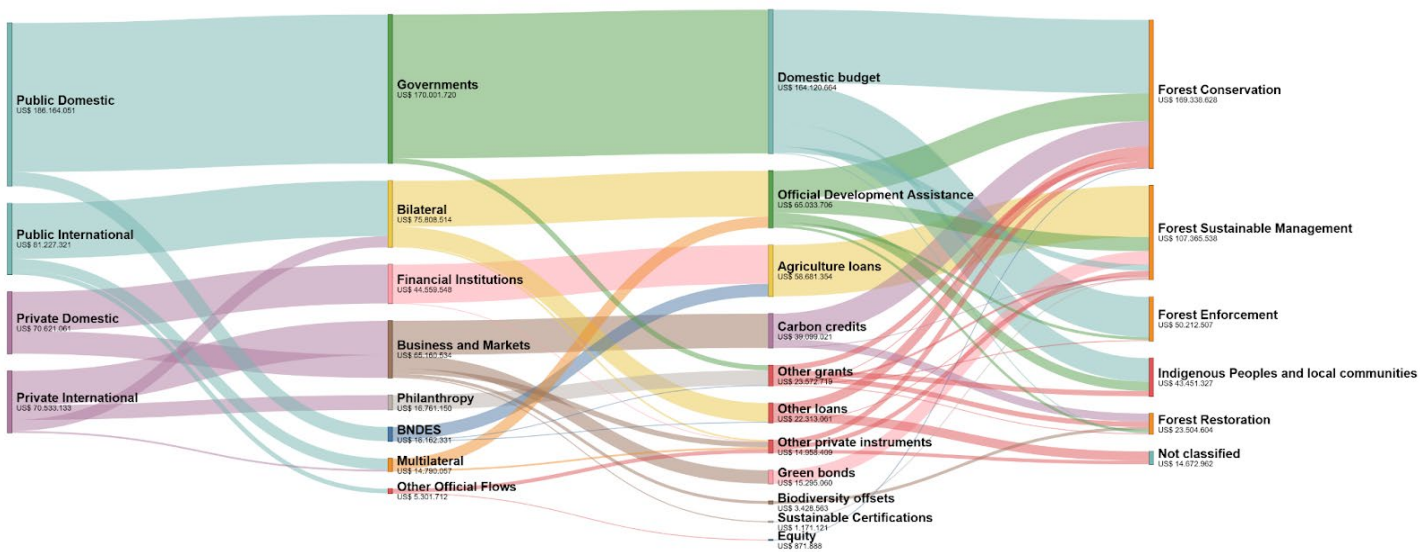 Public Domestic
US$ 186.164.051
Public International
US$ 81.227.321
Private Domestic
US$ 70.621.061
Private International
US$ 70.533.133
Governments
US$ 170.001.720
Bilateral
US$ 75.808.514
Financial Institutions
US$ 44.559.548
Business and Markets
US$ 65.160.534
Philanthropy
US$ 16.761.150
BNDES
US$ 16.162.331
Multilateral
US$ 14.790.057
Other Official Flows
US$ 5.301.712
Domestic budget
US$ 164.120.664
Official Development Assistance
US$ 65.033.706
Agriculture loans
US$ 58.681.354
Carbon credits
US$ 39.099.021
Other grants
US$ 23.572.719
Other loans
US$ 22.313.061
Other private instruments
US$ 14.958.409
Green bonds
US$ 15.295.060
Biodiversity offsets
US$ 3.428.563
Sustainable Certifications
US$ 1.171.121
Equity
US$ 871.888
Forest Conservation
US$ 169.338.628
Forest Sustainable Management
US$ 107.365.538
Forest Enforcement
US$ 50.212.507
Indigenous Peoples and local communities
US$ 43.451.327
Forest Restoration
US$ 23.504.604
Not classified
US$ 14.672.962